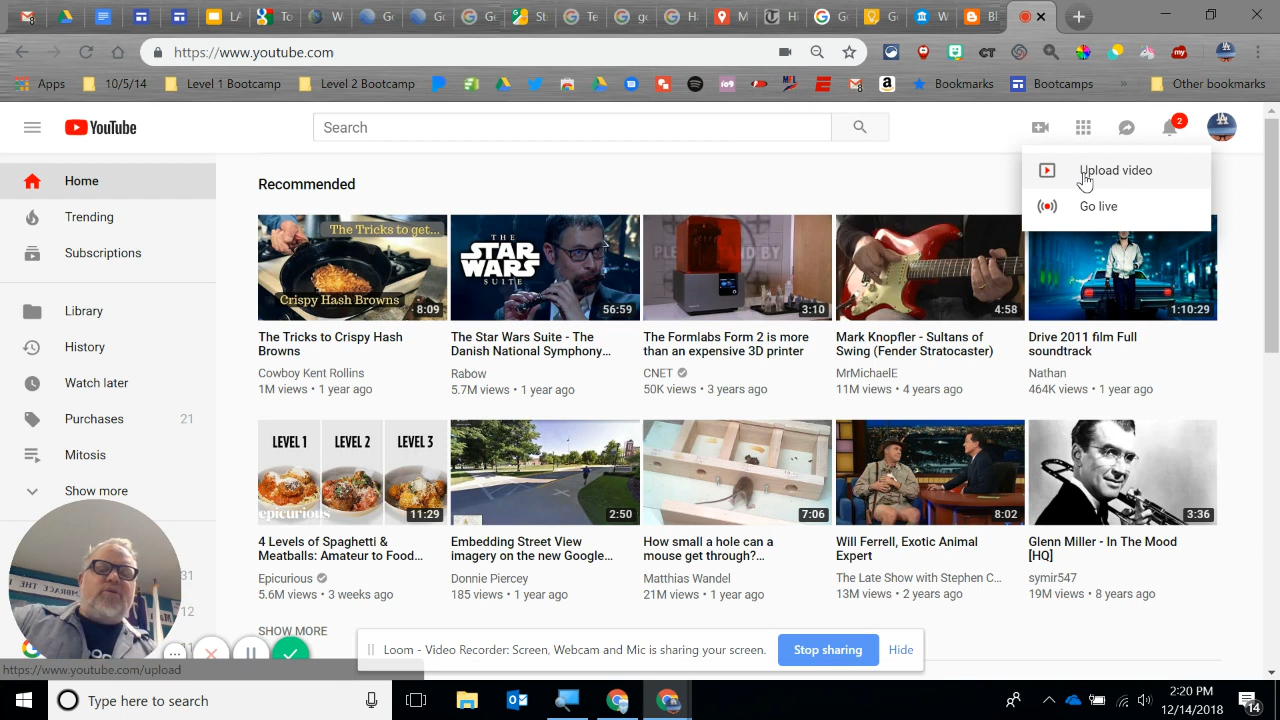 LA
To
W
Go
Go
G
St
Te
go
H
M
H
G
G
W
Bl
https://www.youtube.com
Apps
10/5/14
Level 1 Bootcamp
Level 2 Bootcamp
Bookmarks
Bootcamps
»
Other bookmarks
YouTube
Search
2
Upload video
Go live
Home
Trending
Subscriptions
Library
History
Watch later
Purchases 21
Mitosis
Show more
31
12
Recommended
The Tricks to get...
Crispy Hash Browns
8:09
THE
STAR
WARS
SUITE
56:59
3:10
4:58
1:10:29
The Tricks to Crispy Hash
Browns
Cowboy Kent Rollins
1M views • 1 year ago
The Star Wars Suite - The
Danish National Symphony...
Rabow
5.7M views • 1 year ago
The Formlabs Form 2 is more
than an expensive 3D printer
CNET
50K views • 3 years ago
Mark Knopfler - Sultans of
Swing (Fender Stratocaster)
MrMichaelE
11M views • 4 years ago
Drive 2011 film Full
soundtrack
Nathan
464K views • 1 year ago
LEVEL 1 LEVEL 2 LEVEL 3
epicurious
11:29
2:50
7:06
8:02
3:36
4 Levels of Spaghetti &
Meatballs: Amateur to Food...
Epicurious
5.6M views • 3 weeks ago
Embedding Street View
imagery on the new Google...
Donnie Piercey
185 views • 1 year ago
How small a hole can a
mouse get through?...
Matthias Wandel
21M views • 1 year ago
Will Ferrell, Exotic Animal
Expert
The Late Show with Stephen C...
13M views • 2 years ago
Glenn Miller - In The Mood
[HQ]
symir547
19M views • 8 years ago
SHOW MORE
Loom - Video Recorder: Screen, Webcam and Mic is sharing your screen.
Stop sharing
Hide
https://www.youtube.com/upload
Type here to search
2:20 PM
12/14/2018
14